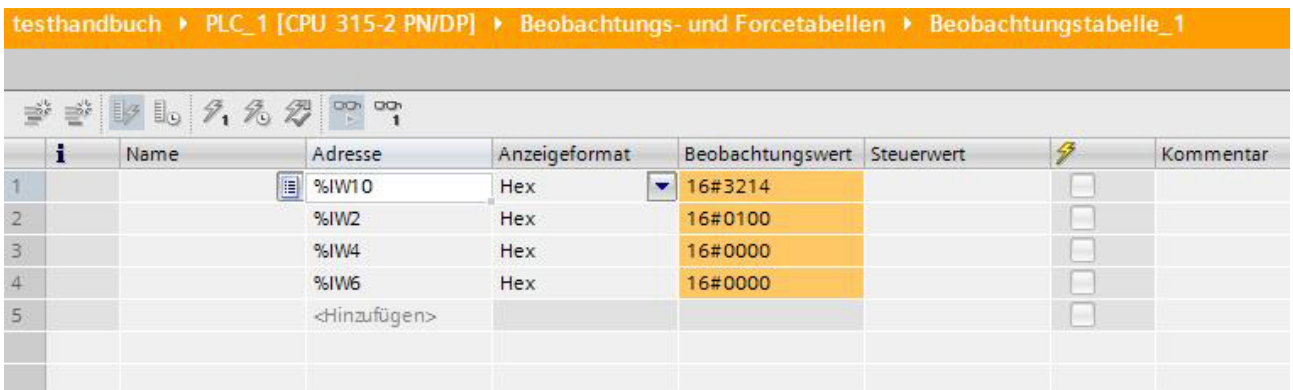 testhandbuch ▸ PLC_1 [CPU 315-2 PN/DP] ▸ Beobachtungs- und Forcetabellen ▸ Beobachtungstabelle_1
i Name Adresse Anzeigeformat Beobachtungswert Steuerwert Kommentar
1 %IW10 Hex 16#3214
2 %IW2 Hex 16#0100
3 %IW4 Hex 16#0000
4 %IW6 Hex 16#0000
5 <Hinzufügen>